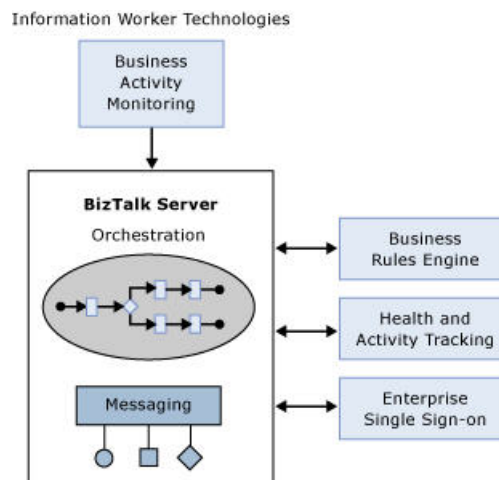 Information Worker Technologies
Business
Activity
Monitoring
BizTalk Server
Orchestration
Business
Rules Engine
Health and
Activity Tracking
Enterprise
Single Sign-on
Messaging